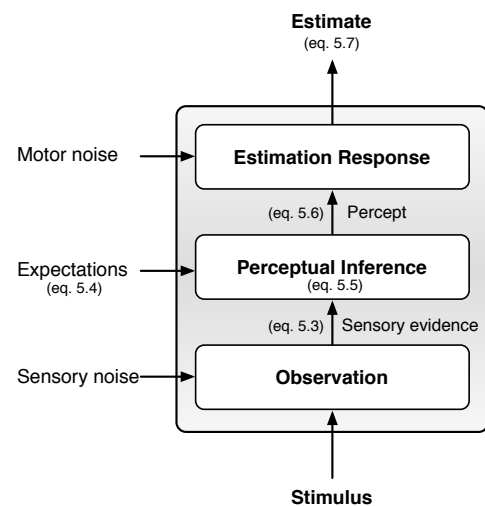 Estimate
(eq. 5.7)
Motor noise
Estimation Response
(eq. 5.6) Percept
Expectations
(eq. 5.4)
Perceptual Inference
(eq. 5.5)
(eq. 5.3) Sensory evidence
Sensory noise
Observation
Stimulus